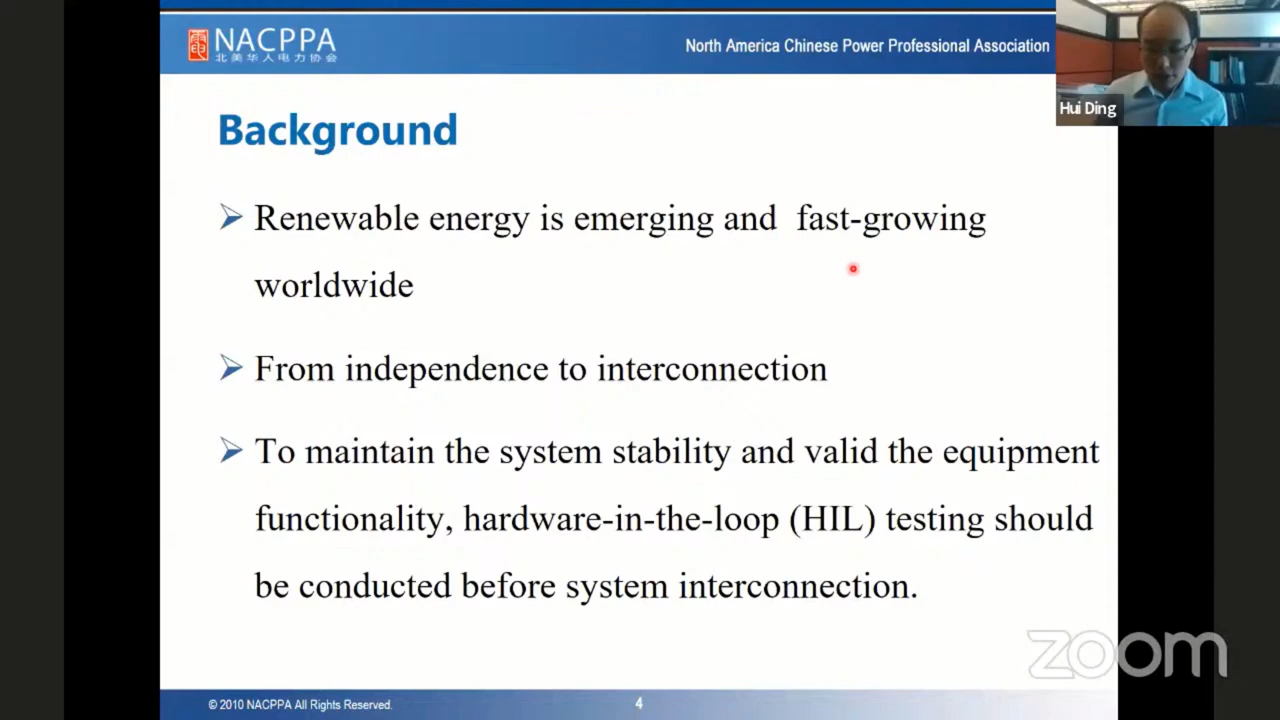 NACPPA
北美华人电力协会
North America Chinese Power Professional Association
Hui Ding
Background
Renewable energy is emerging and fast-growing
worldwide
From independence to interconnection
To maintain the system stability and valid the equipment
functionality, hardware-in-the-loop (HIL) testing should
be conducted before system interconnection.
zoom
© 2010 NACPPA All Rights Reserved.
4